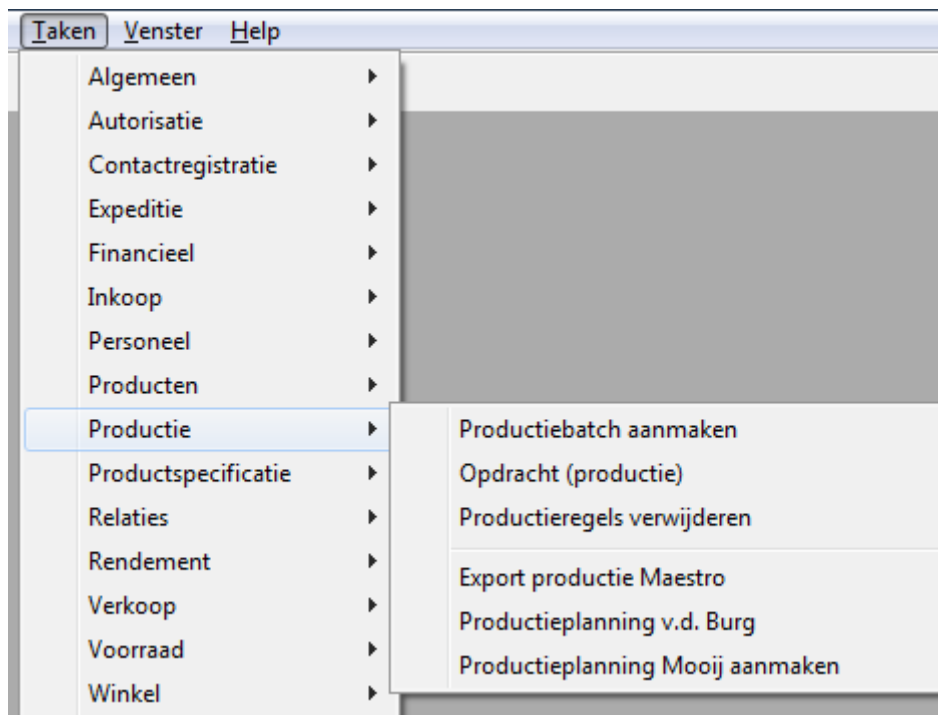 Taken Venster Help
Algemeen
Autorisatie
Contactregistratie
Expeditie
Financieel
Inkoop
Personeel
Producten
Productie
Productspecificatie
Relaties
Rendement
Verkoop
Voorraad
Winkel
Productiebatch aanmaken
Opdracht (productie)
Productieregels verwijderen
Export productie Maestro
Productieplanning v.d. Burg
Productieplanning Mooij aanmaken